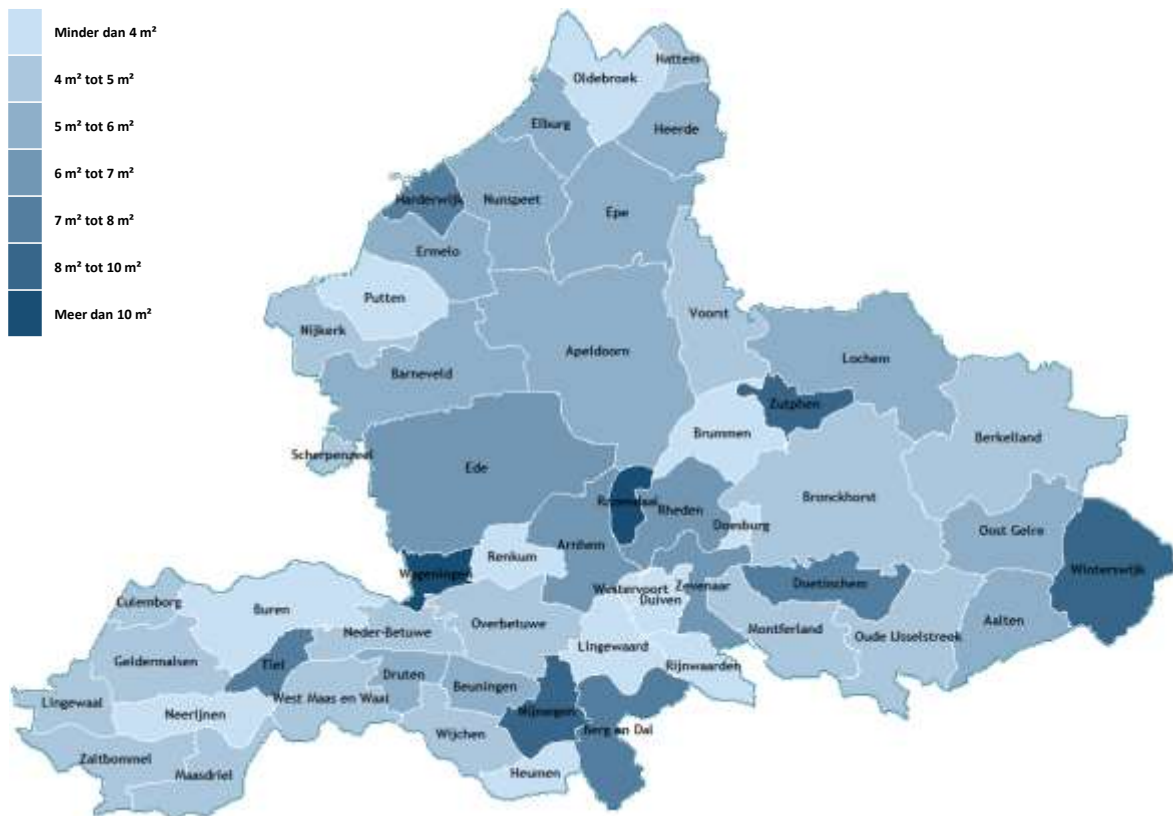 Minder dan 4 m²
4 m² tot 5 m²
5 m² tot 6 m²
6 m² tot 7 m²
7 m² tot 8 m²
8 m² tot 10 m²
Meer dan 10 m²
Hattem
Oldebroek
Elburg
Heerde
Harderwijk
Nunspeet
Epe
Ermelo
Putten
Voorst
Nijkerk
Apeldoorn
Lochem
Barneveld
Zutphen
Brummen
Berkelland
Scherpenzeel
Ede
Bronckhorst
Rozendaal
Rheden
Doesburg
Oost Gelre
Arnhem
Renkum
Wageningen
Winterswijk
Westervoort
Zevenaar
Duetinchem
Duiven
Culemborg
Buren
Neder-Betuwe
Overbetuwe
Aalten
Montferland
Oude IJsselstreek
Lingewaard
Geldermalsen
Tiel
Rijnwaarden
Druten
Beuningen
West Maas en Waal
Lingewaal
Neerijnen
Nijmegen
Berg en Dal
Wijchen
Zaltbommel
Maasdriel
Heumen